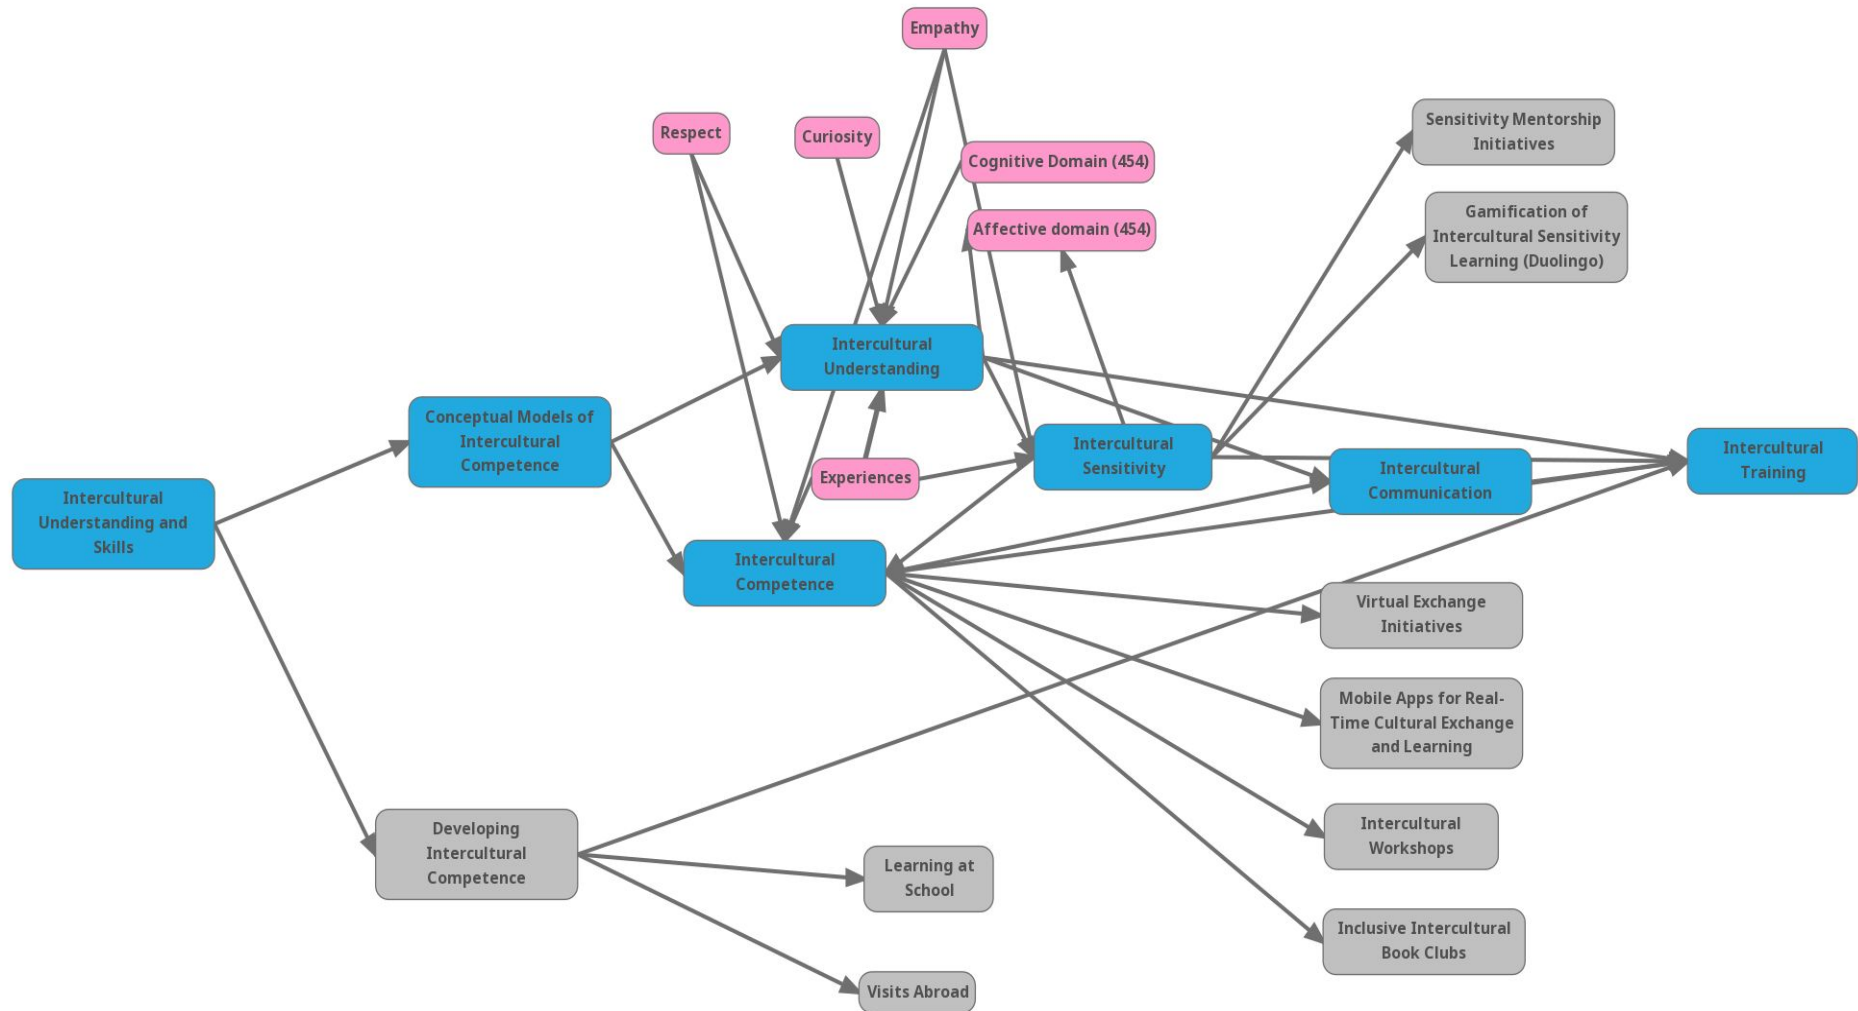 Empathy
Respect
Curiosity
Cognitive Domain (454)
Affective domain (454)
Sensitivity Mentorship
Initiatives
Gamification of
Intercultural Sensitivity
Learning (Duolingo)
Intercultural
Understanding
Conceptual Models of
Intercultural
Competence
Intercultural
Sensitivity
Intercultural
Communication
Intercultural
Training
Experiences
Intercultural
Understanding and
Skills
Intercultural
Competence
Virtual Exchange
Initiatives
Mobile Apps for Real-
Time Cultural Exchange
and Learning
Developing
Intercultural
Competence
Learning at
School
Intercultural
Workshops
Inclusive Intercultural
Book Clubs
Visits Abroad